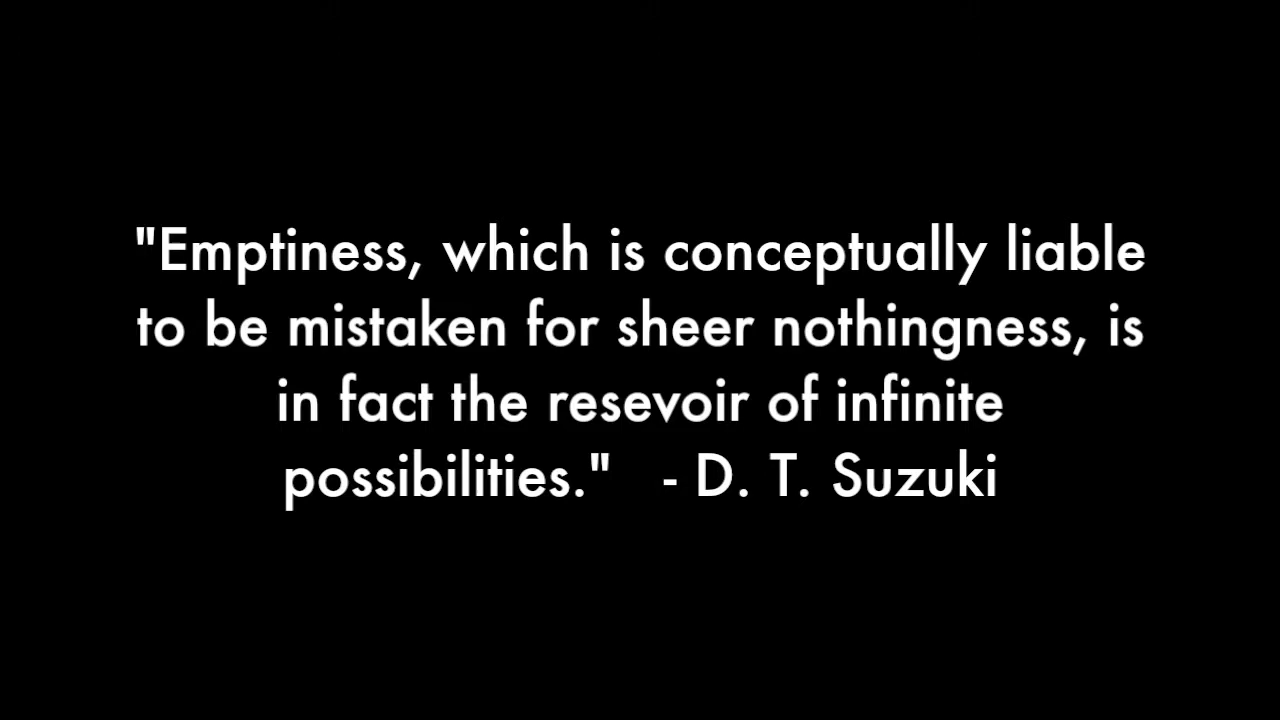 "Emptiness, which is conceptually liable
to be mistaken for sheer nothingness, is
in fact the resevoir of infinite
possibilities."   - D. T. Suzuki